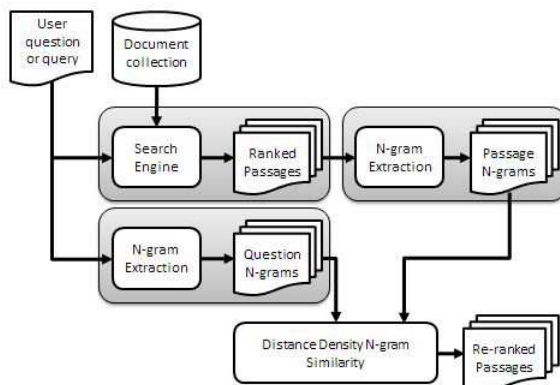 User
question
or query
Document
collection
Search
Engine
Ranked
Passages
N-gram
Extraction
Passage
N-grams
N-gram
Extraction
Question
N-grams
Distance Density N-gram
Similarity
Re-ranked
Passages